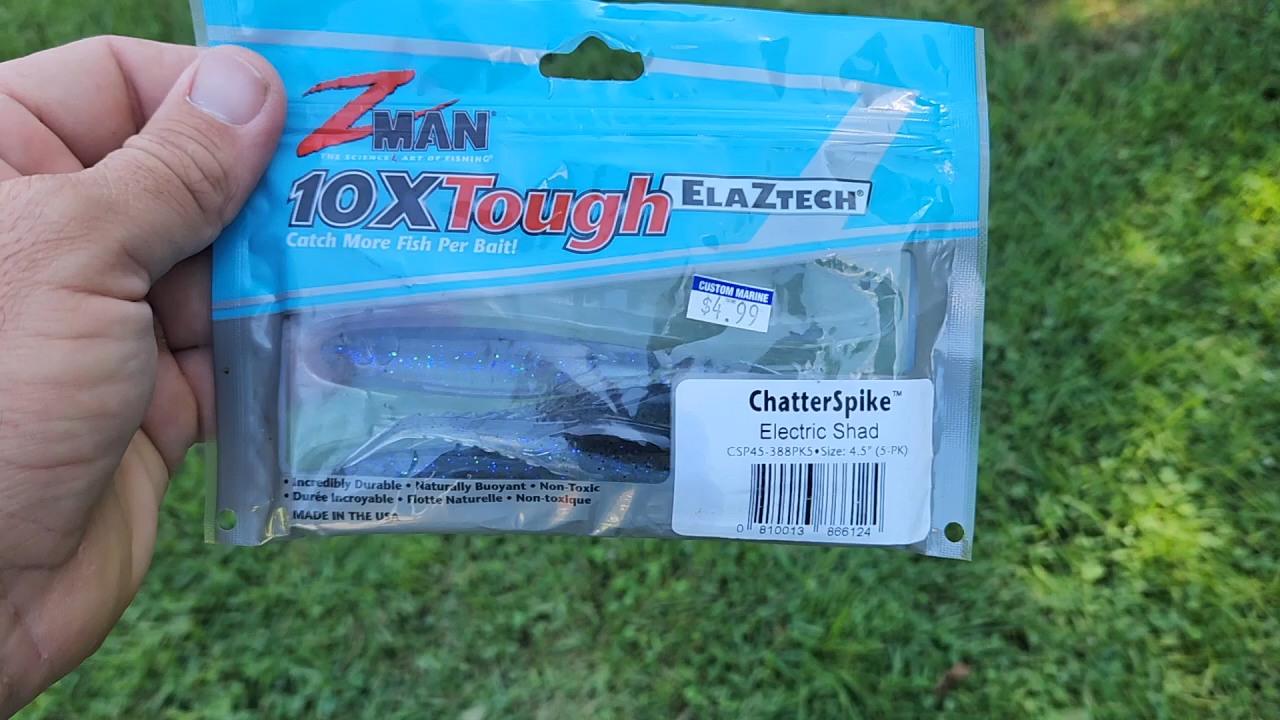 ZMAN®
THE SCIENCE & ART OF FISHING®
10X Tough ELAZTECH®
Catch More Fish Per Bait!
CUSTOM MARINE
$4.99
ChatterSpike™
Electric Shad
CSP45-388PK5•Size: 4.5" (5-PK)
0 810013 866124
• Incredibly Durable • Naturally Buoyant • Non-Toxic
• Durée Incroyable • Flotte Naturelle • Non-toxique
MADE IN THE USA